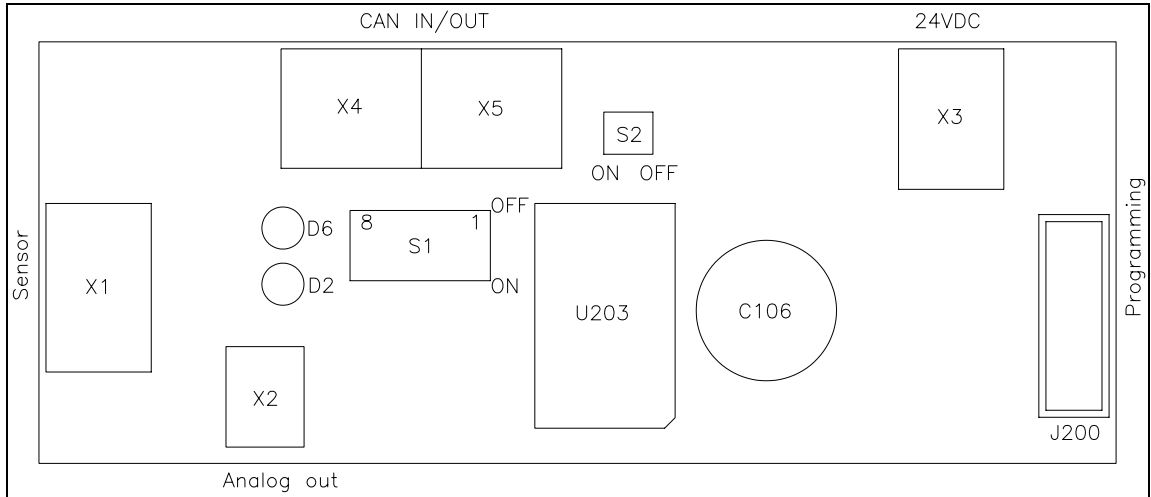 CAN IN/OUT
24VDC
X4
X5
S2
X3
ON OFF
OFF
8
1
S1
ON
D6
D2
Sensor
X1
U203
C106
Programming
X2
J200
Analog out